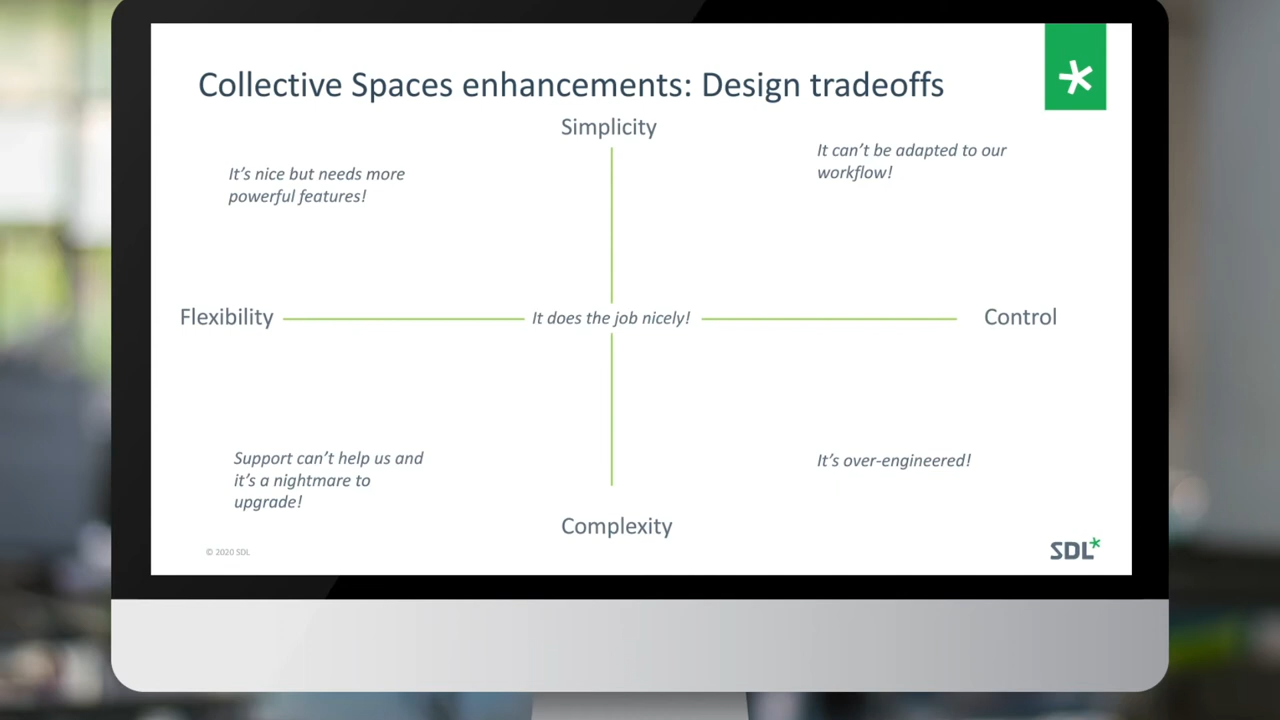 Collective Spaces enhancements: Design tradeoffs
Simplicity
It's nice but needs more
powerful features!
It can't be adapted to our
workflow!
Flexibility
It does the job nicely!
Control
Support can't help us and
it's a nightmare to
upgrade!
It's over-engineered!
Complexity
© 2020 SDL
SDL*